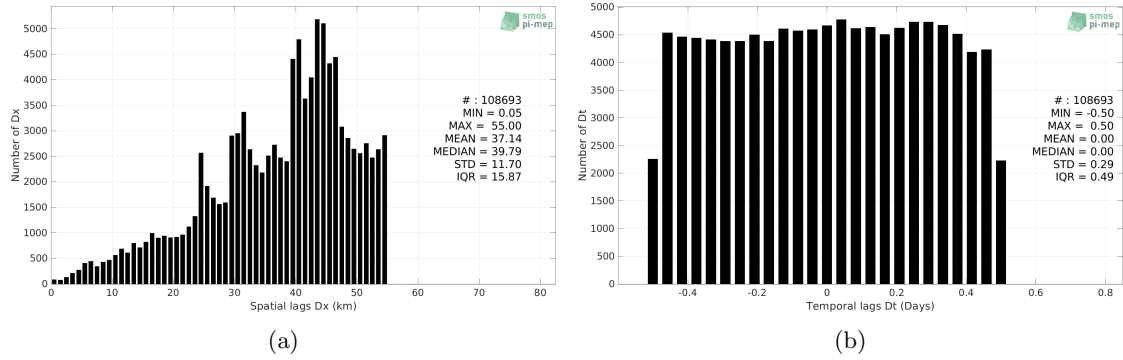 5000
4500
4000
3500
3000
2500
2000
1500
1000
500
0
Number of Dx
0 10 20 30 40 50 60 70 80
Spatial lags Dx (km)
smos
pi-mep
# : 108693
MIN = 0.05
MAX = 55.00
MEAN = 37.14
MEDIAN = 39.79
STD = 11.70
IQR = 15.87
(a)
5000
4500
4000
3500
3000
2500
2000
1500
1000
500
0
Number of Dt
-0.4 -0.2 0 0.2 0.4 0.6 0.8
Temporal lags Dt (Days)
smos
pi-mep
# : 108693
MIN = -0.50
MAX = 0.50
MEAN = 0.00
MEDIAN = 0.00
STD = 0.29
IQR = 0.49
(b)